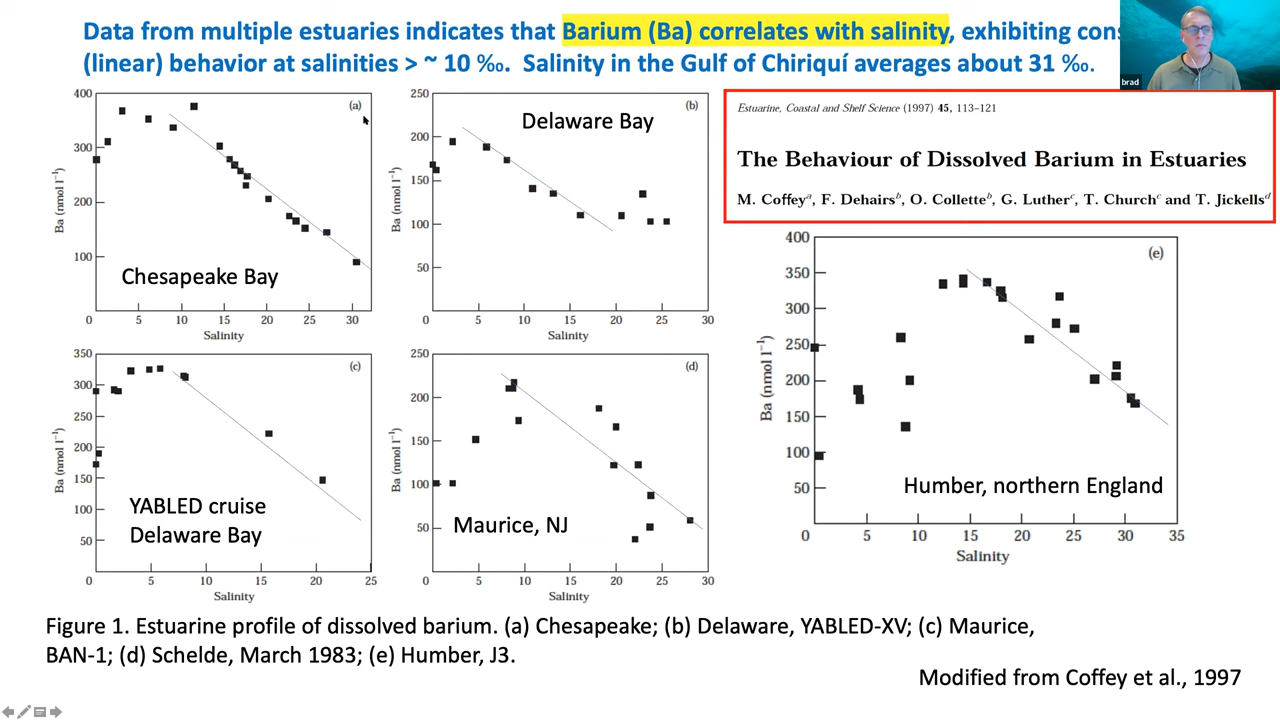 Data from multiple estuaries indicates that Barium (Ba) correlates with salinity, exhibiting
(linear) behavior at salinities > ~ 10 ‰. Salinity in the Gulf of Chiriquí averages about 31 ‰.
brad
Estuarine, Coastal and Shelf Science (1997) 45, 113–121
The Behaviour of Dissolved Barium in Estuaries
M. Coffeyᵃ, F. Dehairsᵇ, O. Colletteᵇ, G. Lutherᶜ, T. Churchᶜ and T. Jickellsᵈ
400
300
200
100
0
5
10
15
20
25
30
Ba (nmol l⁻¹)
Salinity
(a)
Chesapeake Bay
250
200
150
100
50
0
5
10
15
20
25
30
Ba (nmol l⁻¹)
Salinity
(b)
Delaware Bay
350
300
250
200
150
100
50
0
5
10
15
20
25
Ba (nmol l⁻¹)
Salinity
(c)
YABLED cruise
Delaware Bay
250
200
150
100
50
0
5
10
15
20
25
30
Ba (nmol l⁻¹)
Salinity
(d)
Maurice, NJ
400
350
300
250
200
150
100
50
0
5
10
15
20
25
30
35
Ba (nmol l⁻¹)
Salinity
(e)
Humber, northern England
Figure 1. Estuarine profile of dissolved barium. (a) Chesapeake; (b) Delaware, YABLED-XV; (c) Maurice,
BAN-1; (d) Schelde, March 1983; (e) Humber, J3.
Modified from Coffey et al., 1997